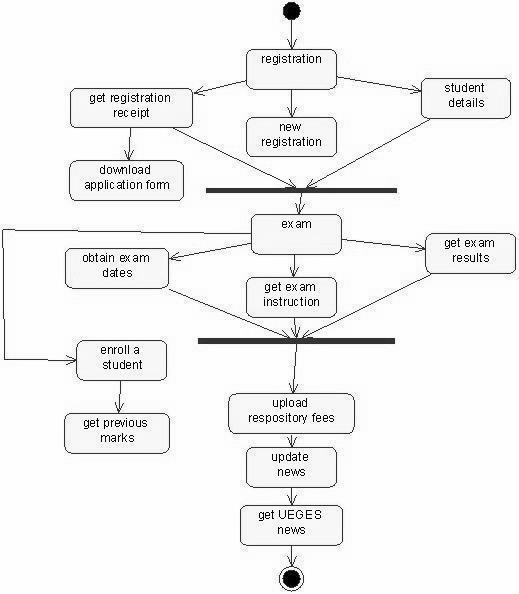 registration
get registration
receipt
student
details
new
registration
download
application form
exam
obtain exam
dates
get exam
results
get exam
instruction
enroll a
student
get previous
marks
upload
respository fees
update
news
get UEGES
news